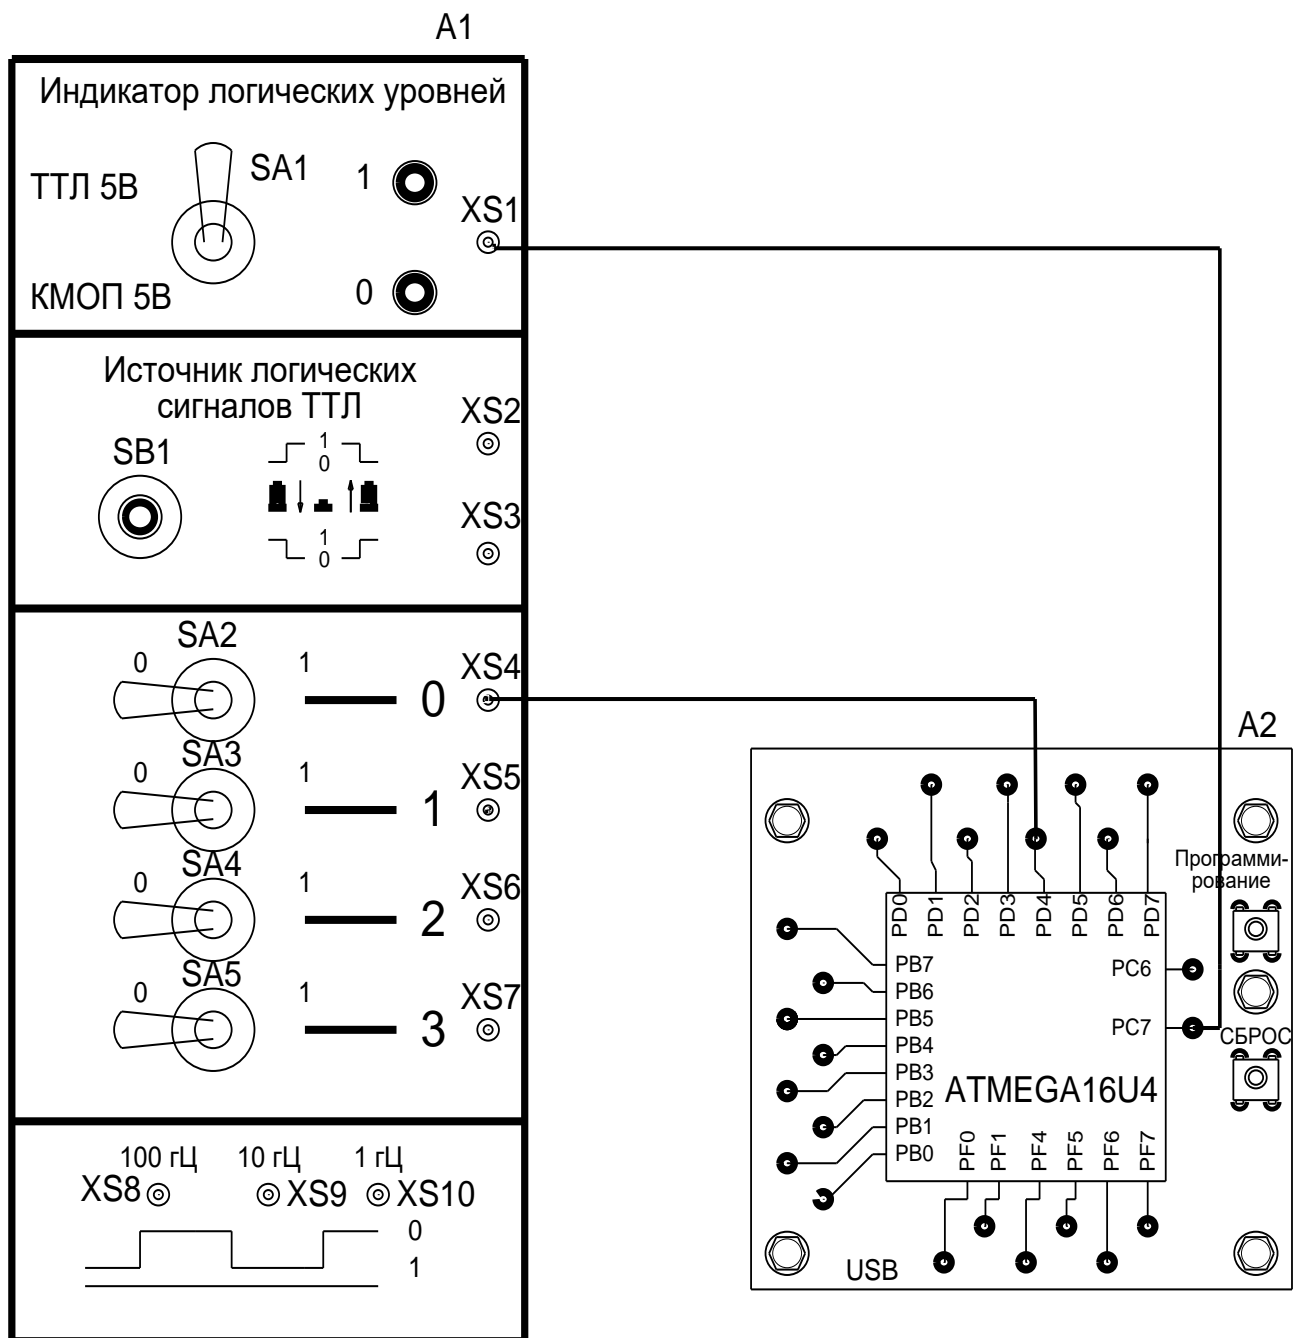 A1
Индикатор логических уровней
ТТЛ 5В
SA1
1
XS1
КМОП 5В
0
Источник логических
сигналов ТТЛ
XS2
SB1
1
0
XS3
1
0
SA2
0
1
0
XS4
SA3
0
1
1
XS5
SA4
0
1
2
XS6
SA5
0
1
3
XS7
100 гЦ
10 гЦ
1 гЦ
XS8
XS9
XS10
0
1
A2
Программи-
рование
PD0
PD1
PD2
PD3
PD4
PD5
PD6
PD7
PB7
PB6
PB5
PB4
PB3
PB2
PB1
PB0
PC6
PC7
СБРОС
ATMEGA16U4
PF0
PF1
PF4
PF5
PF6
PF7
USB